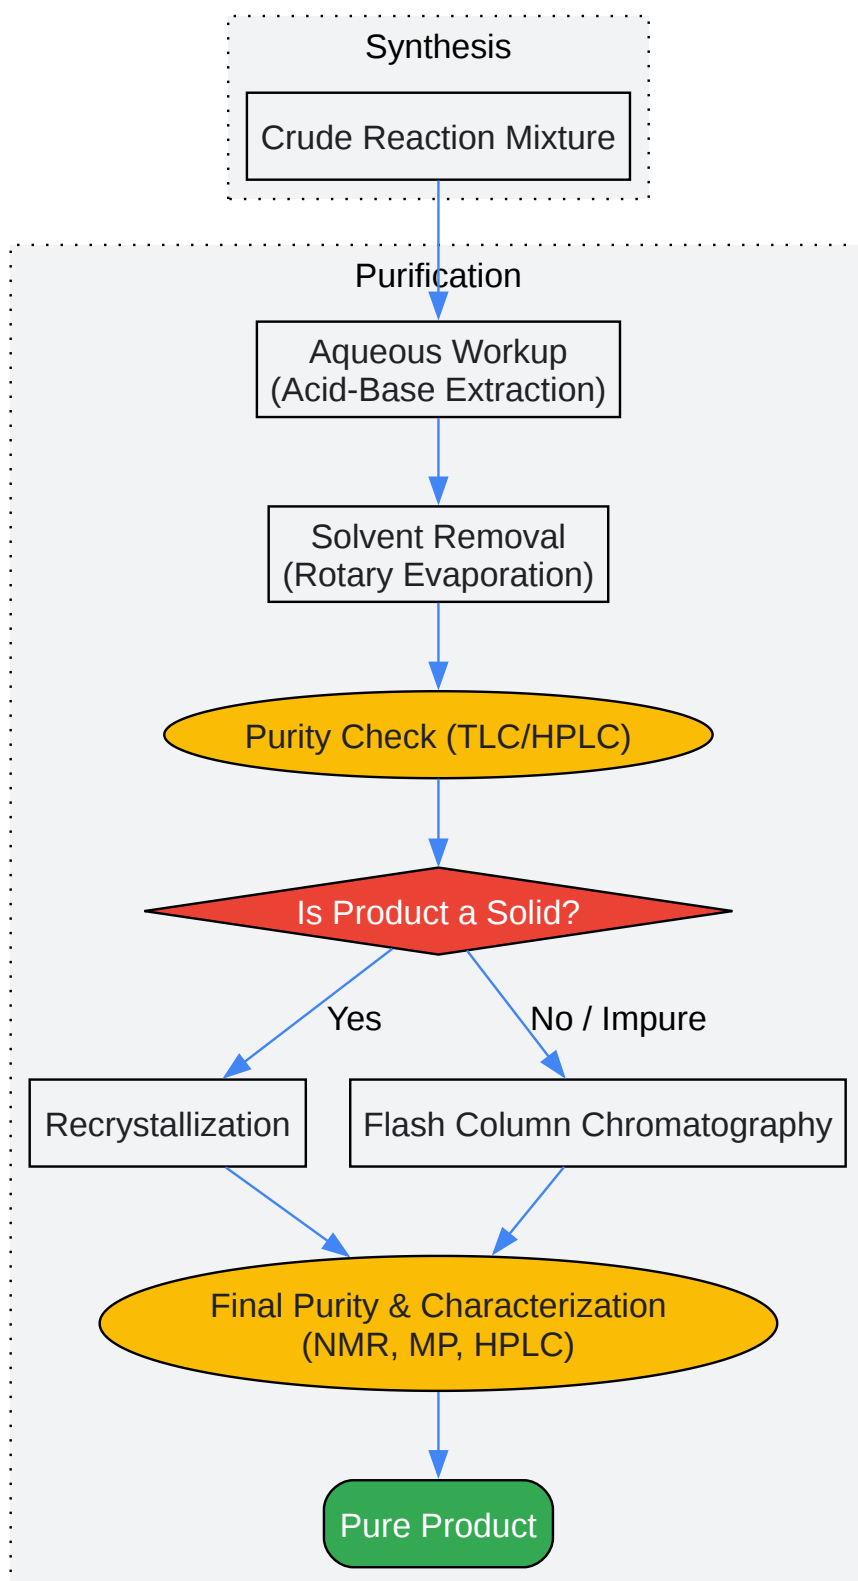 Synthesis
Crude Reaction Mixture
Purification
Aqueous Workup
(Acid-Base Extraction)
Solvent Removal
(Rotary Evaporation)
Purity Check (TLC/HPLC)
Is Product a Solid?
Yes
No / Impure
Recrystallization
Flash Column Chromatography
Final Purity & Characterization
(NMR, MP, HPLC)
Pure Product